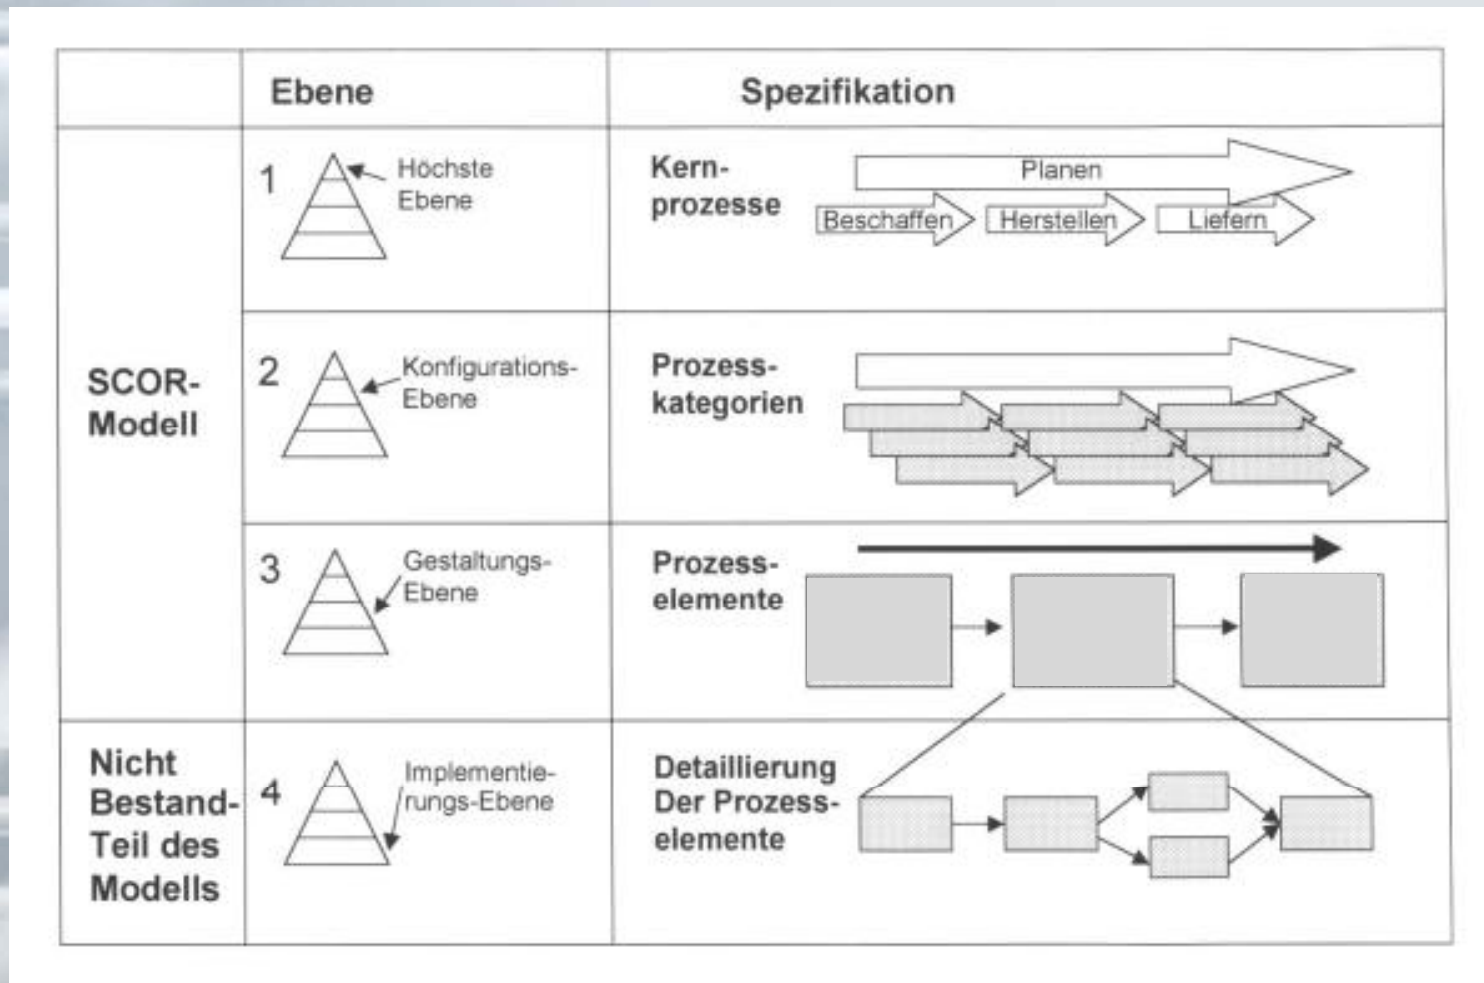 Ebene
Spezifikation
SCOR-
Modell
1
Höchste
Ebene
Kern-
prozesse
Planen
Beschaffen
Herstellen
Liefern
2
Konfigurations-
Ebene
Prozess-
kategorien
3
Gestaltungs-
Ebene
Prozess-
elemente
Nicht
Bestand-
Teil des
Modells
4
Implementie-
rungs-Ebene
Detaillierung
Der Prozess-
elemente